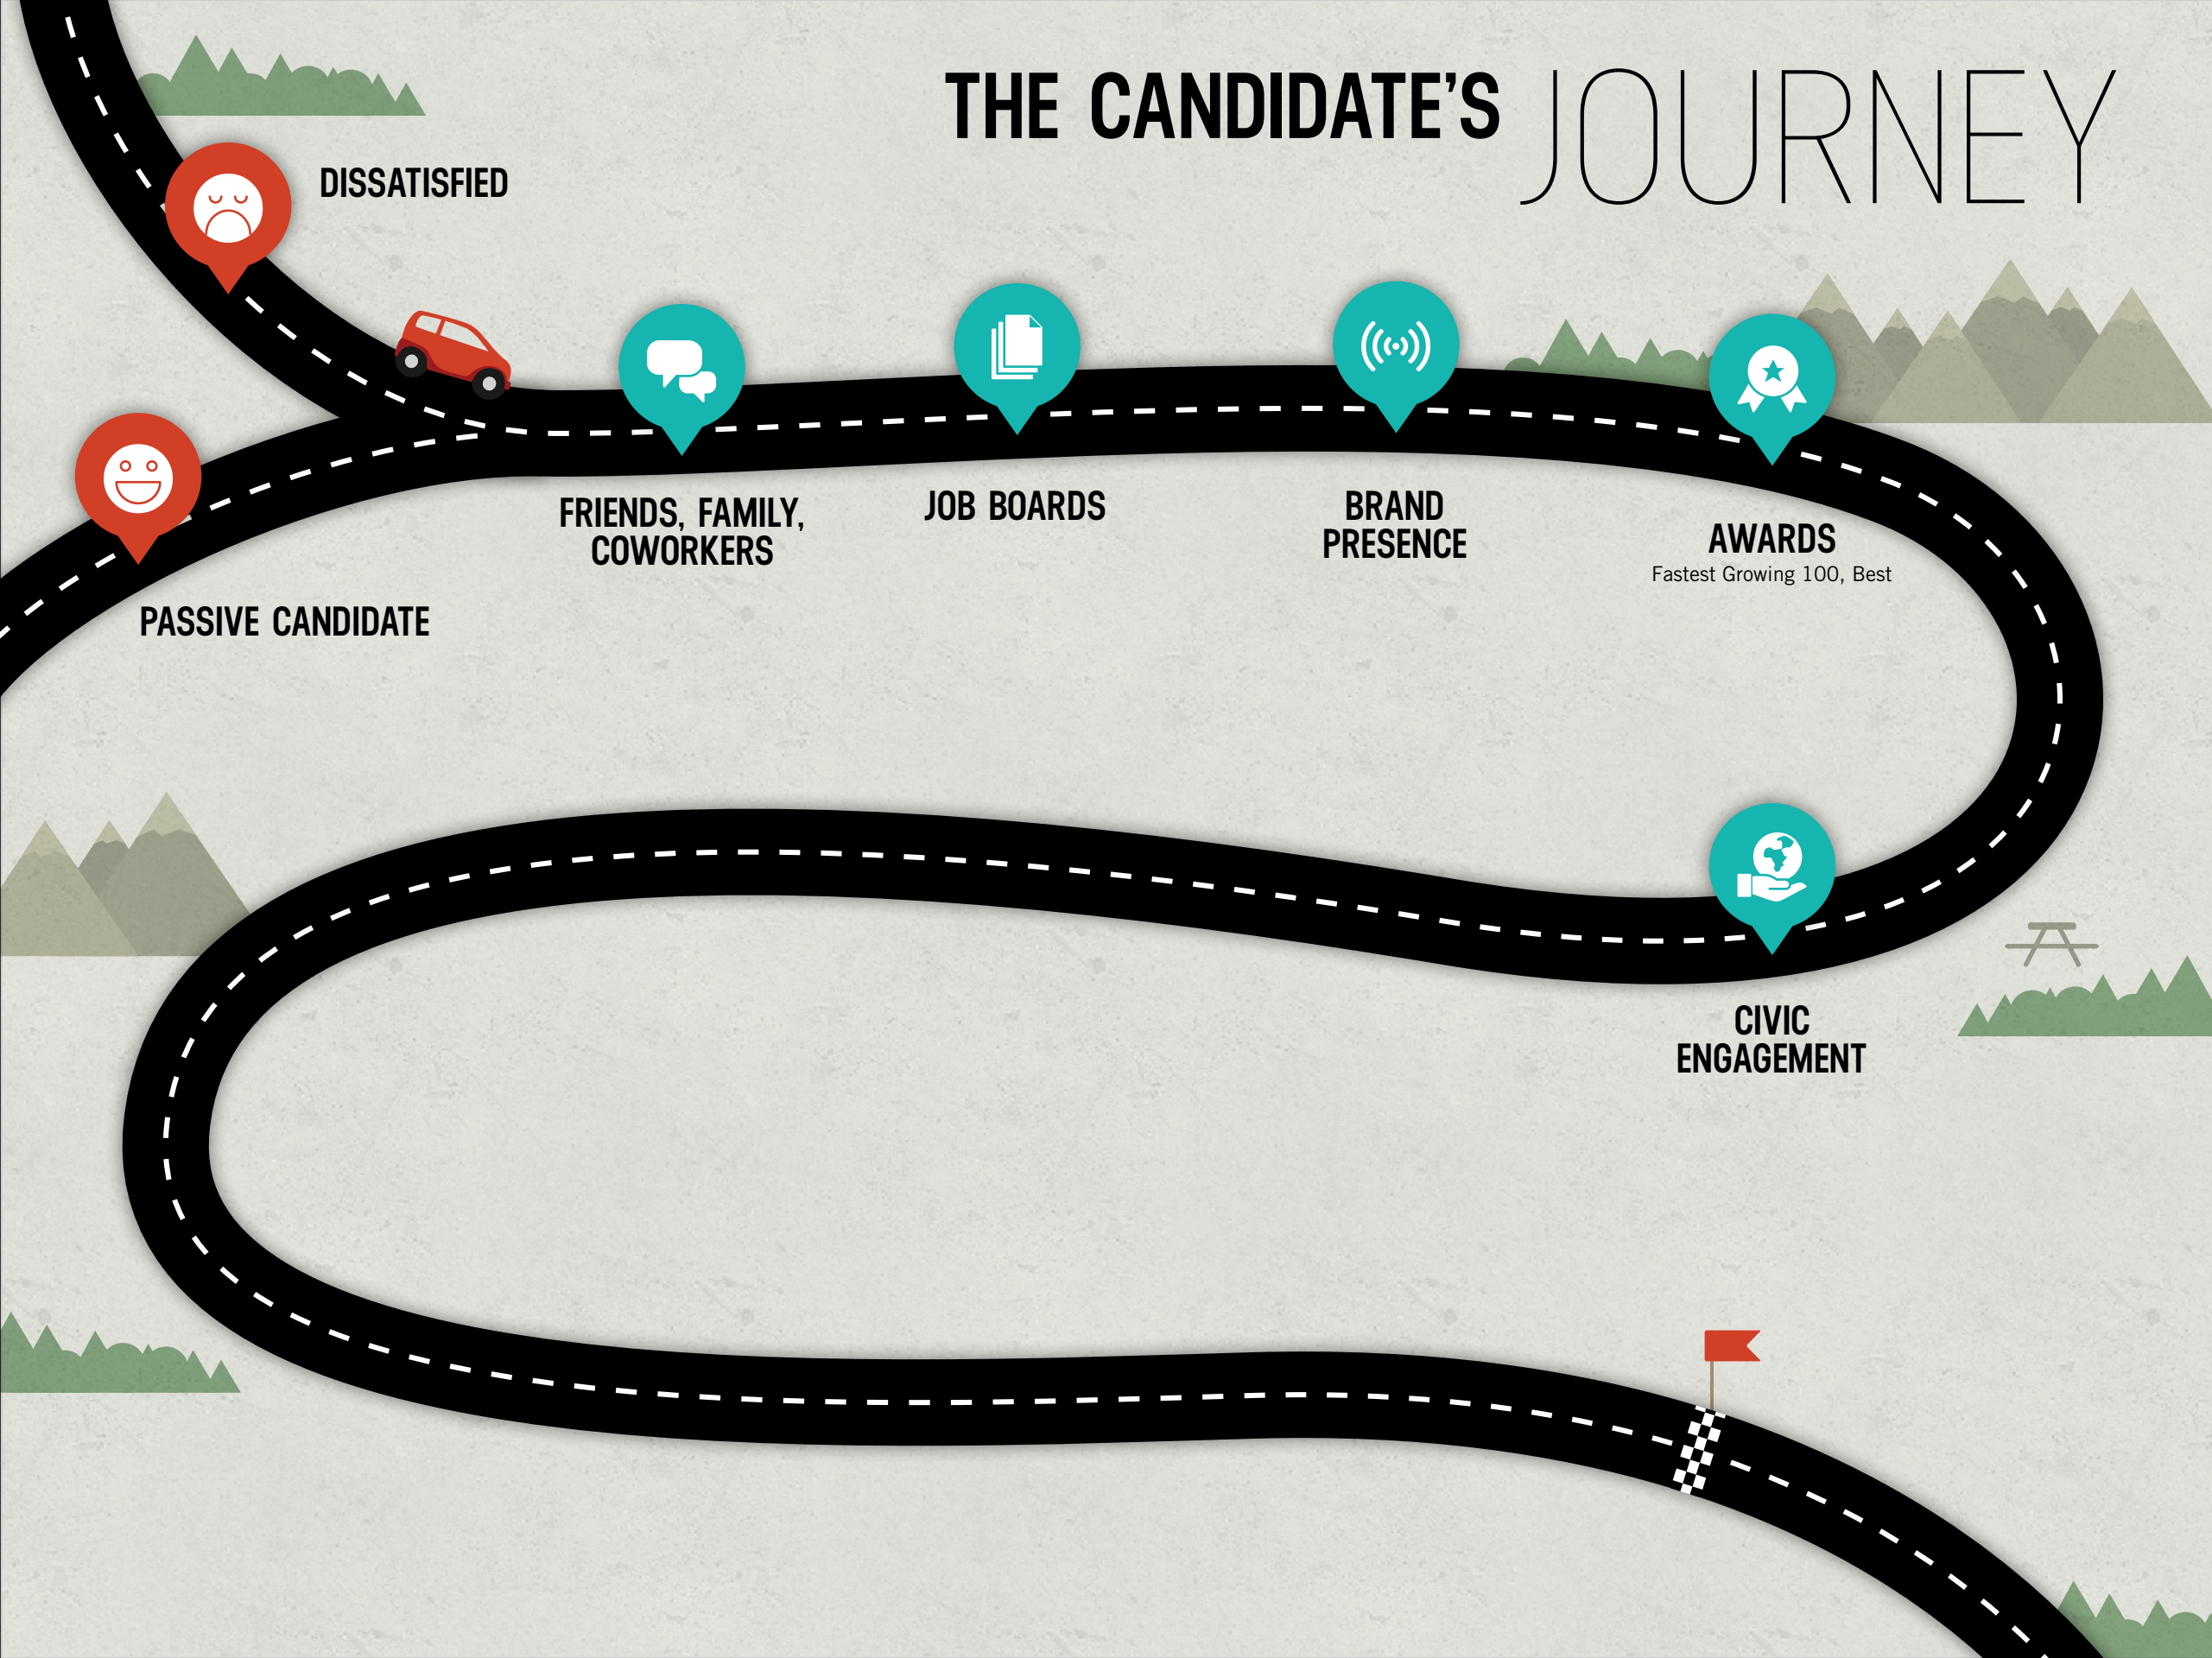 THE CANDIDATE'S JOURNEY
DISSATISFIED
PASSIVE CANDIDATE
FRIENDS, FAMILY,
COWORKERS
JOB BOARDS
BRAND
PRESENCE
AWARDS
Fastest Growing 100, Best
CIVIC
ENGAGEMENT